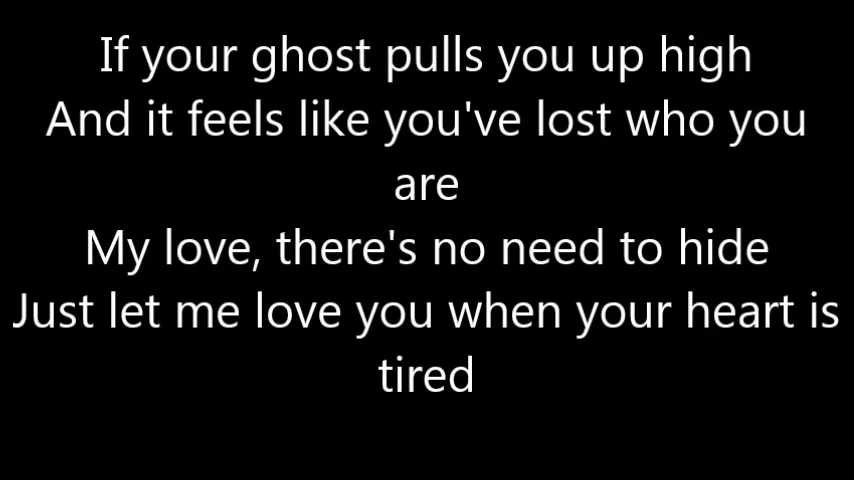 If your ghost pulls you up high
And it feels like you've lost who you
are
My love, there's no need to hide
Just let me love you when your heart is
tired